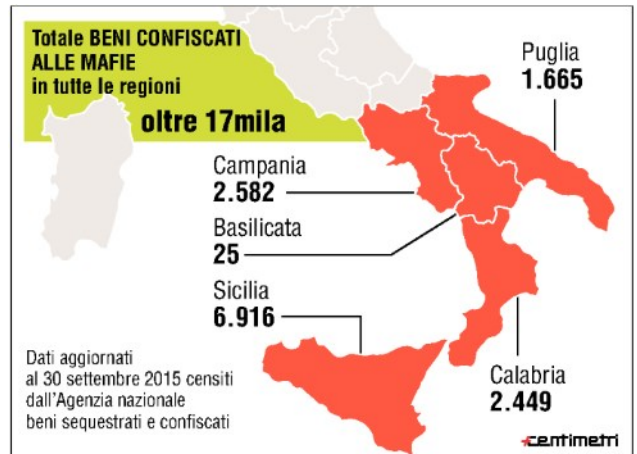 Totale BENI CONFISCATI
ALLE MAFIE
in tutte le regioni
oltre 17mila
Puglia
1.665
Campania
2.582
Basilicata
25
Sicilia
6.916
Calabria
2.449
Dati aggiornati
al 30 settembre 2015 censiti
dall'Agenzia nazionale
beni sequestrati e confiscati
centimetri